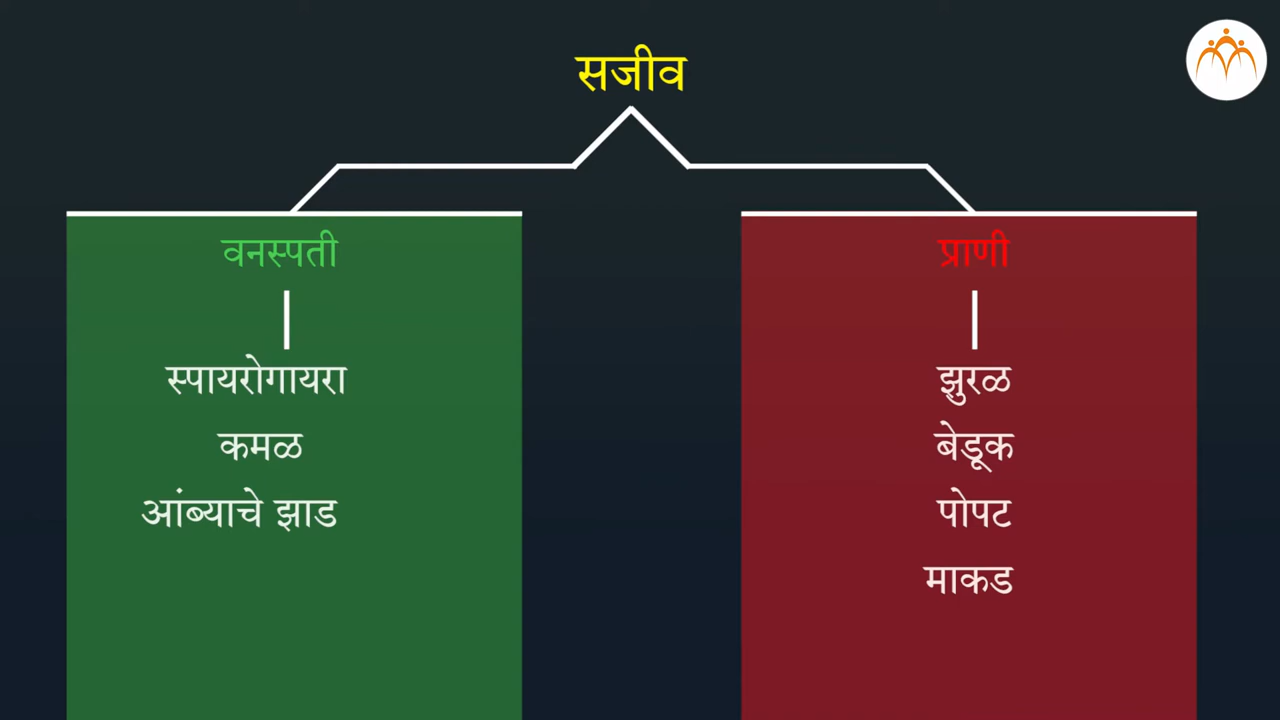 सजीव
वनस्पती
स्पायरोगायरा
कमळ
आंब्याचे झाड
प्राणी
झुरळ
बेडूक
पोपट
माकड